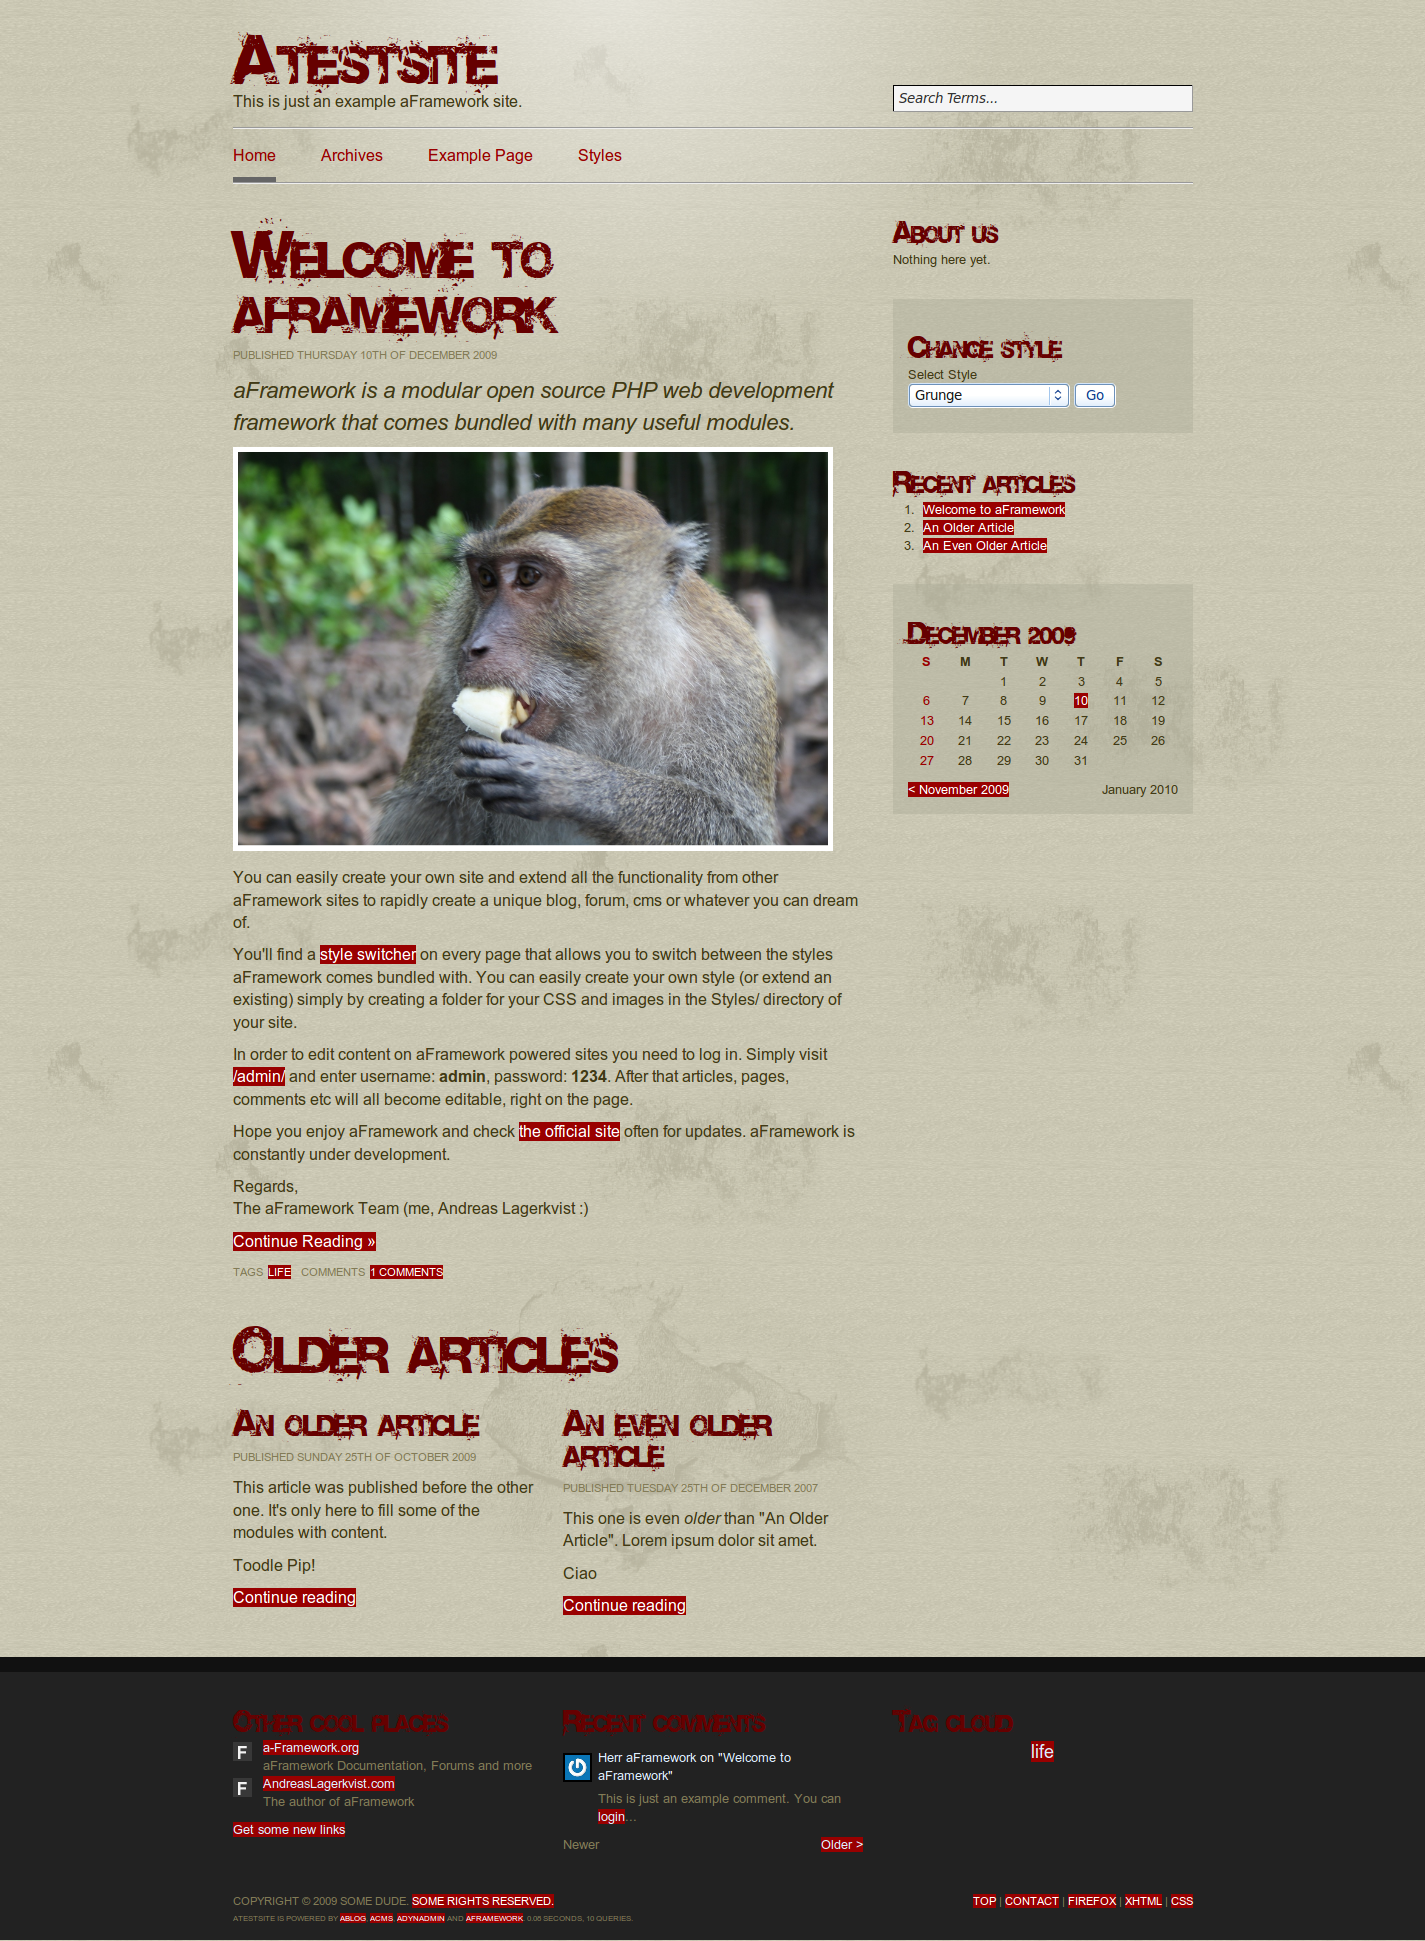 Atestsite
This is just an example aFramework site.
Search Terms...
Home Archives Example Page Styles
Welcome to
aframework
PUBLISHED THURSDAY 10TH OF DECEMBER 2009
aFramework is a modular open source PHP web development
framework that comes bundled with many useful modules.
You can easily create your own site and extend all the functionality from other
aFramework sites to rapidly create a unique blog, forum, cms or whatever you can dream
of.
You'll find a style switcher on every page that allows you to switch between the styles
aFramework comes bundled with. You can easily create your own style (or extend an
existing) simply by creating a folder for your CSS and images in the Styles/ directory of
your site.
In order to edit content on aFramework powered sites you need to log in. Simply visit
/admin/ and enter username: admin, password: 1234. After that articles, pages,
comments etc will all become editable, right on the page.
Hope you enjoy aFramework and check the official site often for updates. aFramework is
constantly under development.
Regards,
The aFramework Team (me, Andreas Lagerkvist :)
Continue Reading »
TAGS LIFE COMMENTS 1 COMMENTS
About us
Nothing here yet.
Change style
Select Style
Grunge Go
Recent articles
1. Welcome to aFramework
2. An Older Article
3. An Even Older Article
December 2009
S M T W T F S
1 2 3 4 5
6 7 8 9 10 11 12
13 14 15 16 17 18 19
20 21 22 23 24 25 26
27 28 29 30 31
< November 2009 January 2010
Older articles
An older article
PUBLISHED SUNDAY 25TH OF OCTOBER 2009
This article was published before the other
one. It's only here to fill some of the
modules with content.
Toodle Pip!
Continue reading
An even older
article
PUBLISHED TUESDAY 25TH OF DECEMBER 2007
This one is even older than "An Older
Article". Lorem ipsum dolor sit amet.
Ciao
Continue reading
Other cool places
F a-Framework.org
aFramework Documentation, Forums and more
F AndreasLagerkvist.com
The author of aFramework
Get some new links
Recent comments
Herr aFramework on "Welcome to
aFramework"
This is just an example comment. You can
login...
Newer Older >
Tag cloud
life
COPYRIGHT © 2009 SOME DUDE. SOME RIGHTS RESERVED.
TOP | CONTACT | FIREFOX | XHTML | CSS
ATESTSITE IS POWERED BY ABLOG, ACMS, ADYNADMIN AND AFRAMEWORK. 0.06 SECONDS, 10 QUERIES.